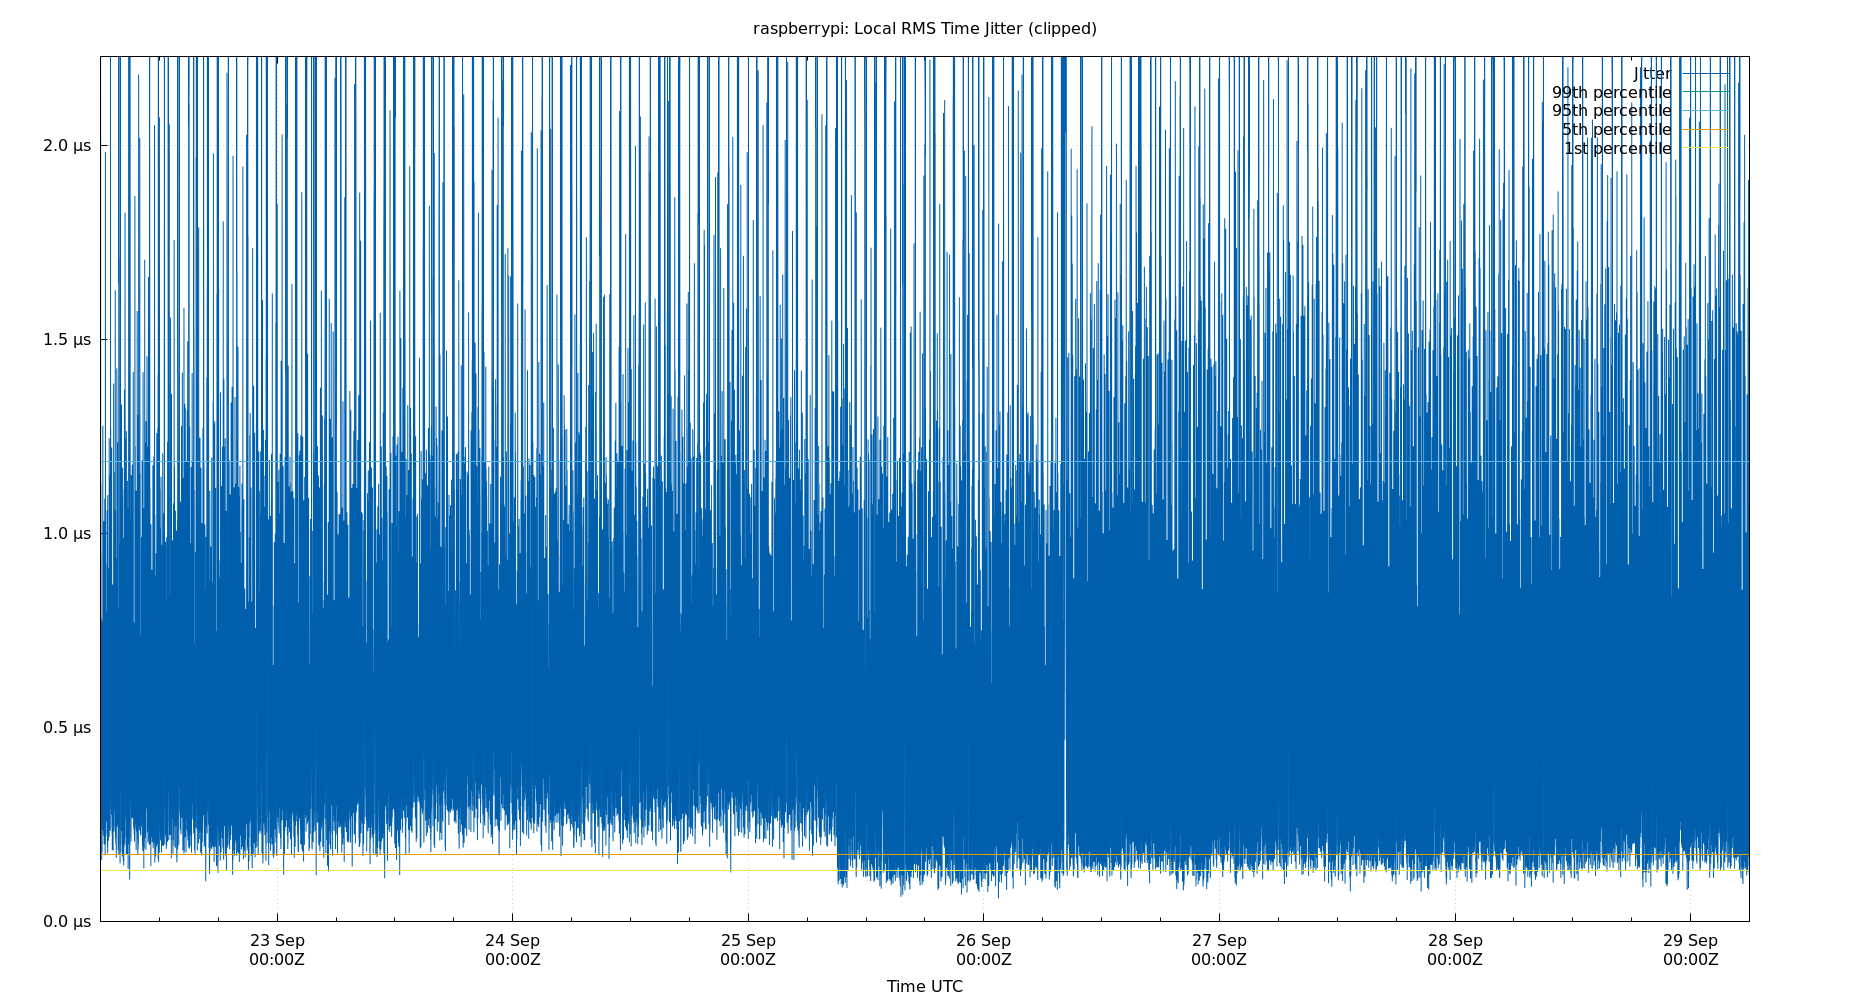 raspberrypi: Local RMS Time Jitter (clipped)
Jitter
99th percentile
95th percentile
5th percentile
1st percentile
2.0 µs
1.5 µs
1.0 µs
0.5 µs
0.0 µs
23 Sep 24 Sep 25 Sep 26 Sep 27 Sep 28 Sep 29 Sep
00:00Z 00:00Z 00:00Z 00:00Z 00:00Z 00:00Z 00:00Z
Time UTC